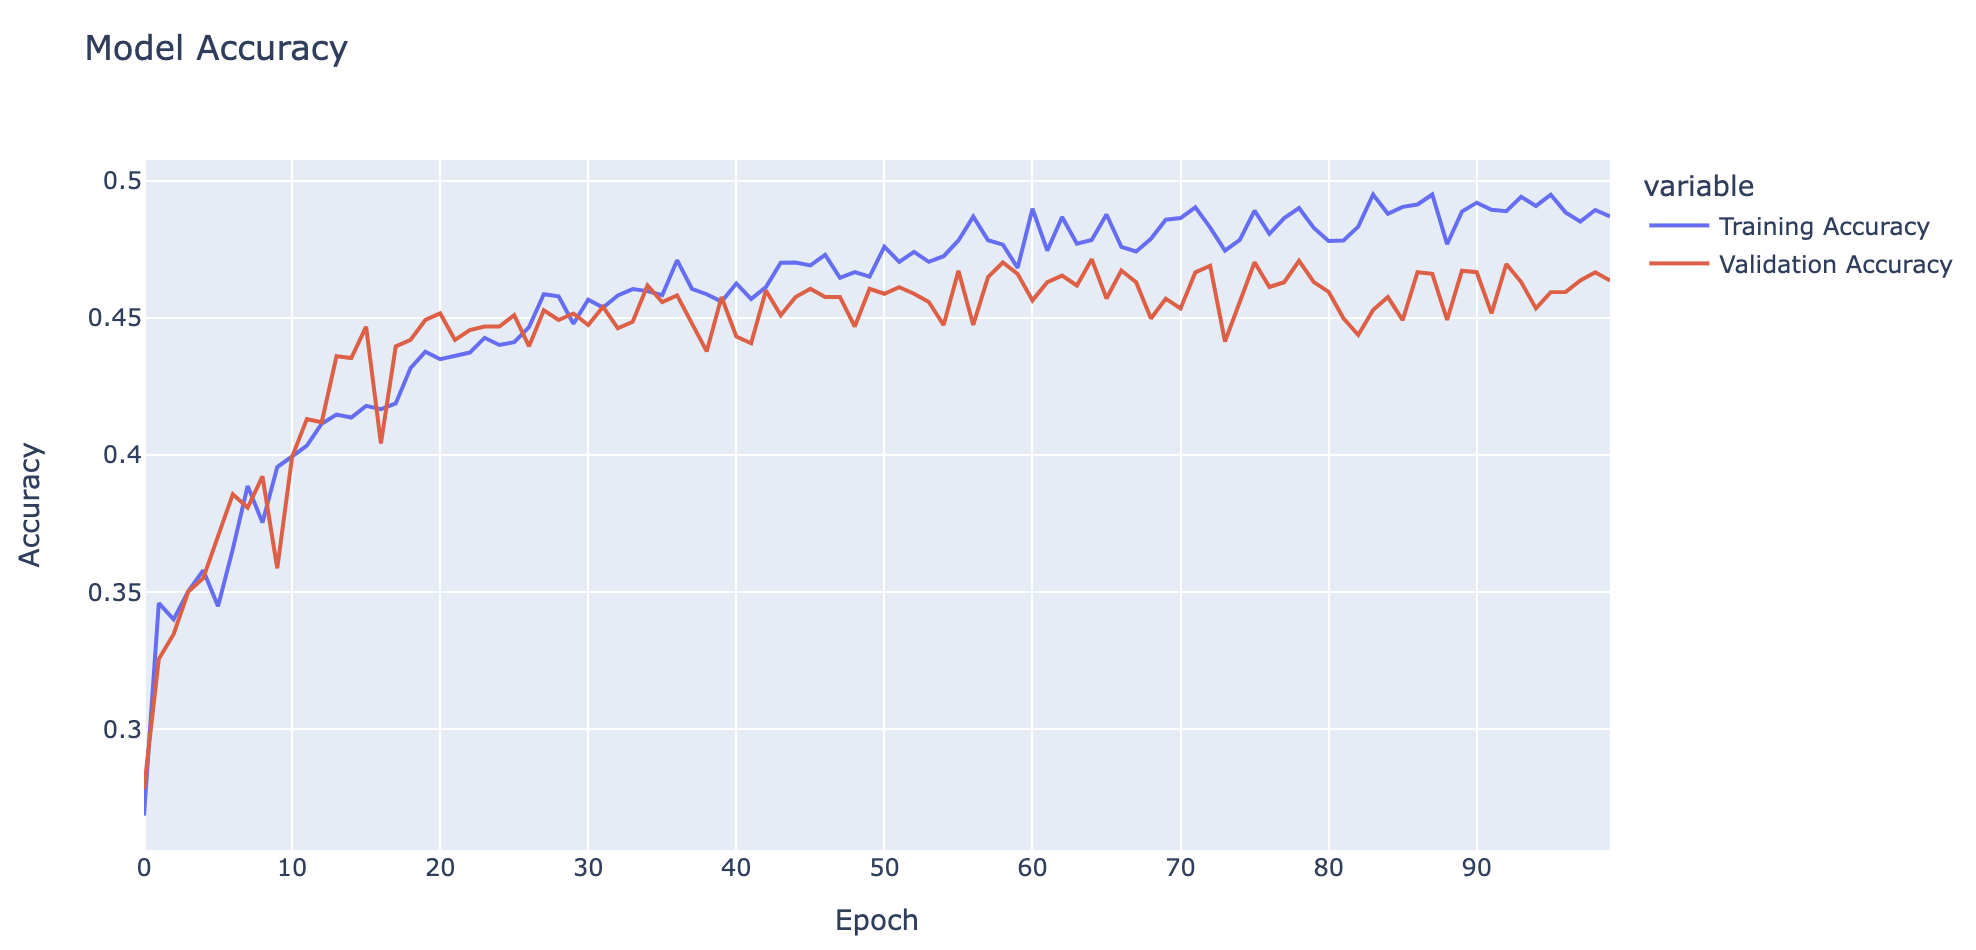 Model Accuracy
0.5
0.45
0.4
0.35
0.3
Accuracy
0 10 20 30 40 50 60 70 80 90
Epoch
variable
Training Accuracy
Validation Accuracy